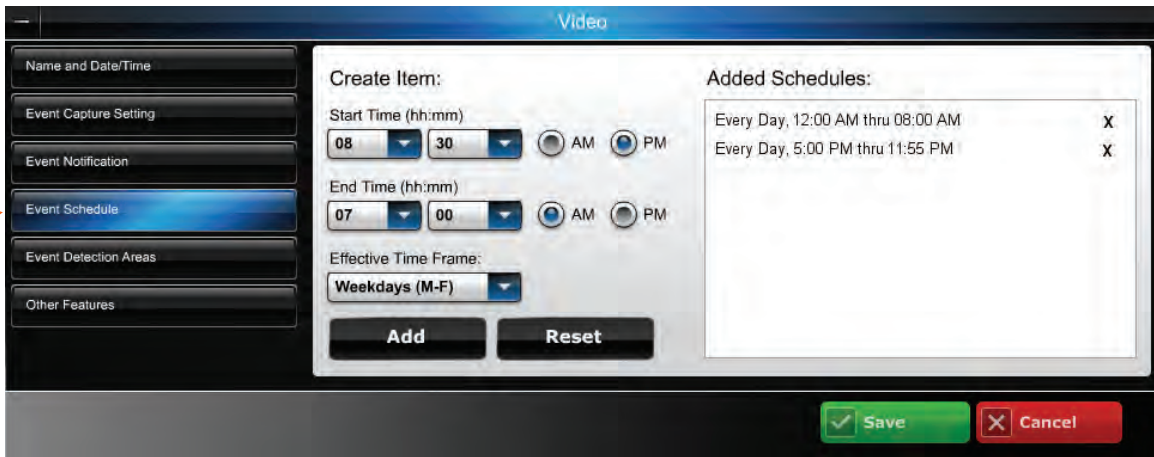 Video
Name and Date/Time
Event Capture Setting
Event Notification
Event Schedule
Event Detection Areas
Other Features
Create Item:
Start Time (hh:mm)
08 30 AM PM
End Time (hh:mm)
07 00 AM PM
Effective Time Frame:
Weekdays (M-F)
Add Reset
Added Schedules:
Every Day, 12:00 AM thru 08:00 AM X
Every Day, 5:00 PM thru 11:55 PM X
Save Cancel